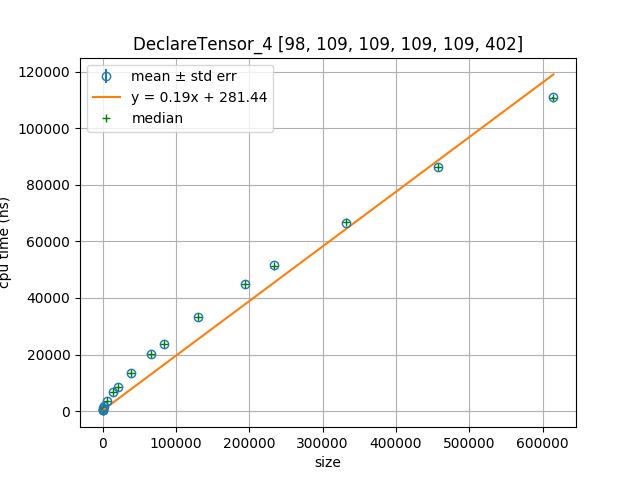 DeclareTensor_4 [98, 109, 109, 109, 109, 402]
mean ± std err
y = 0.19x + 281.44
median
120000
100000
80000
60000
40000
20000
0
cpu time (ns)
0 100000 200000 300000 400000 500000 600000
size